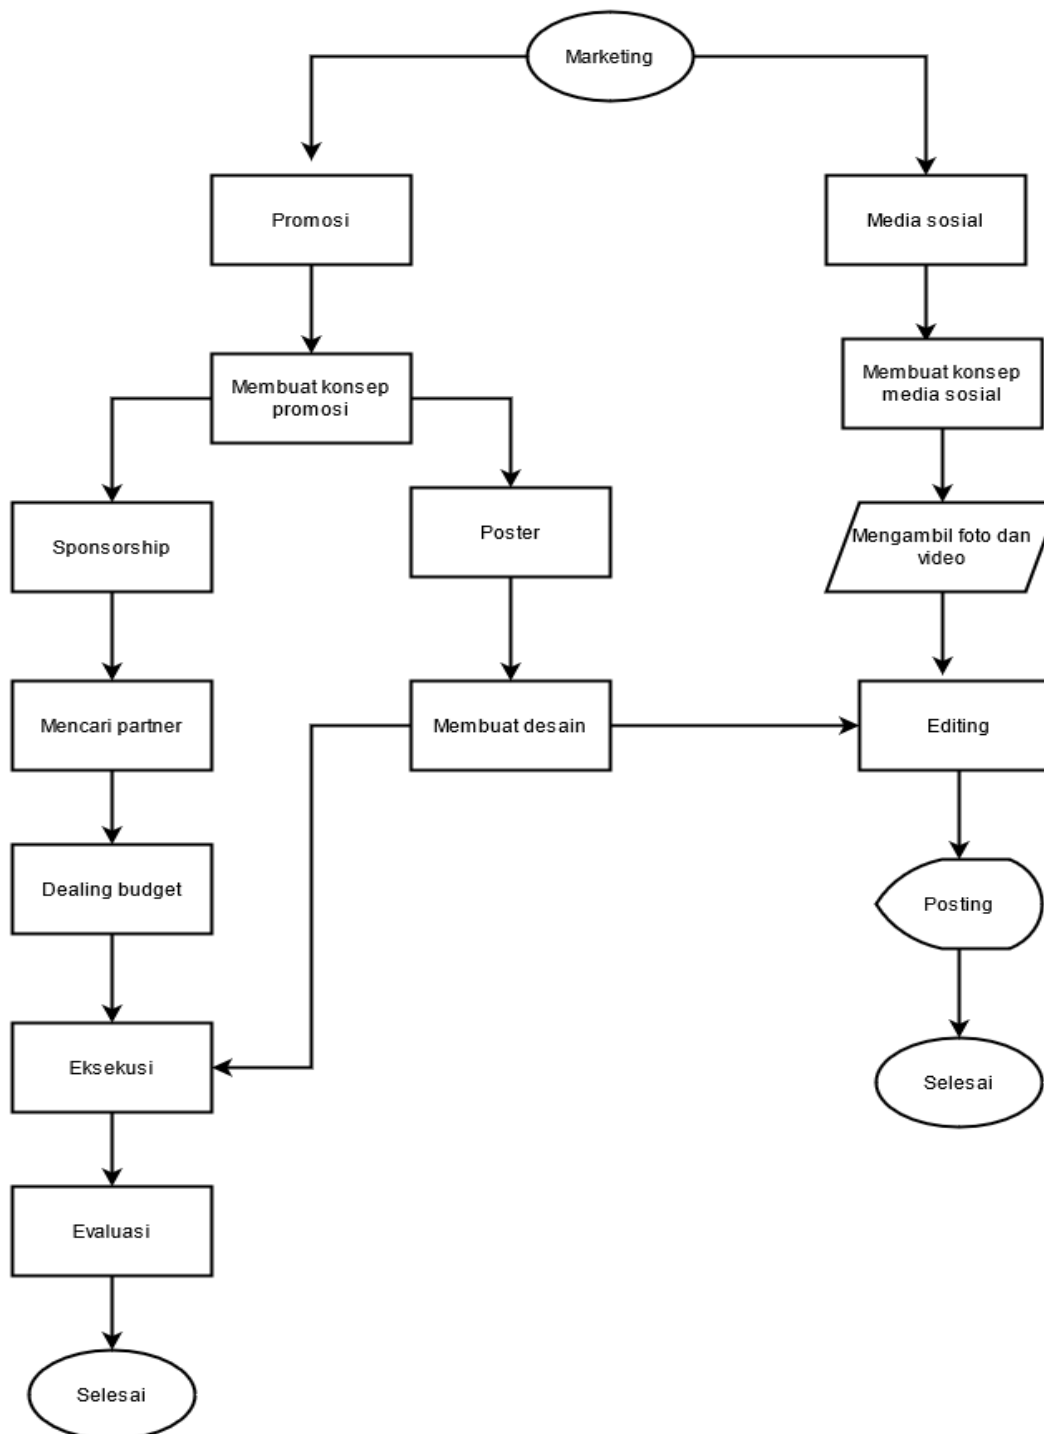 Marketing
Promosi
Media sosial
Membuat konsep
promosi
Membuat konsep
media sosial
Sponsorship
Poster
Mengambil foto dan
video
Mencari partner
Membuat desain
Editing
Dealing budget
Posting
Eksekusi
Selesai
Evaluasi
Selesai